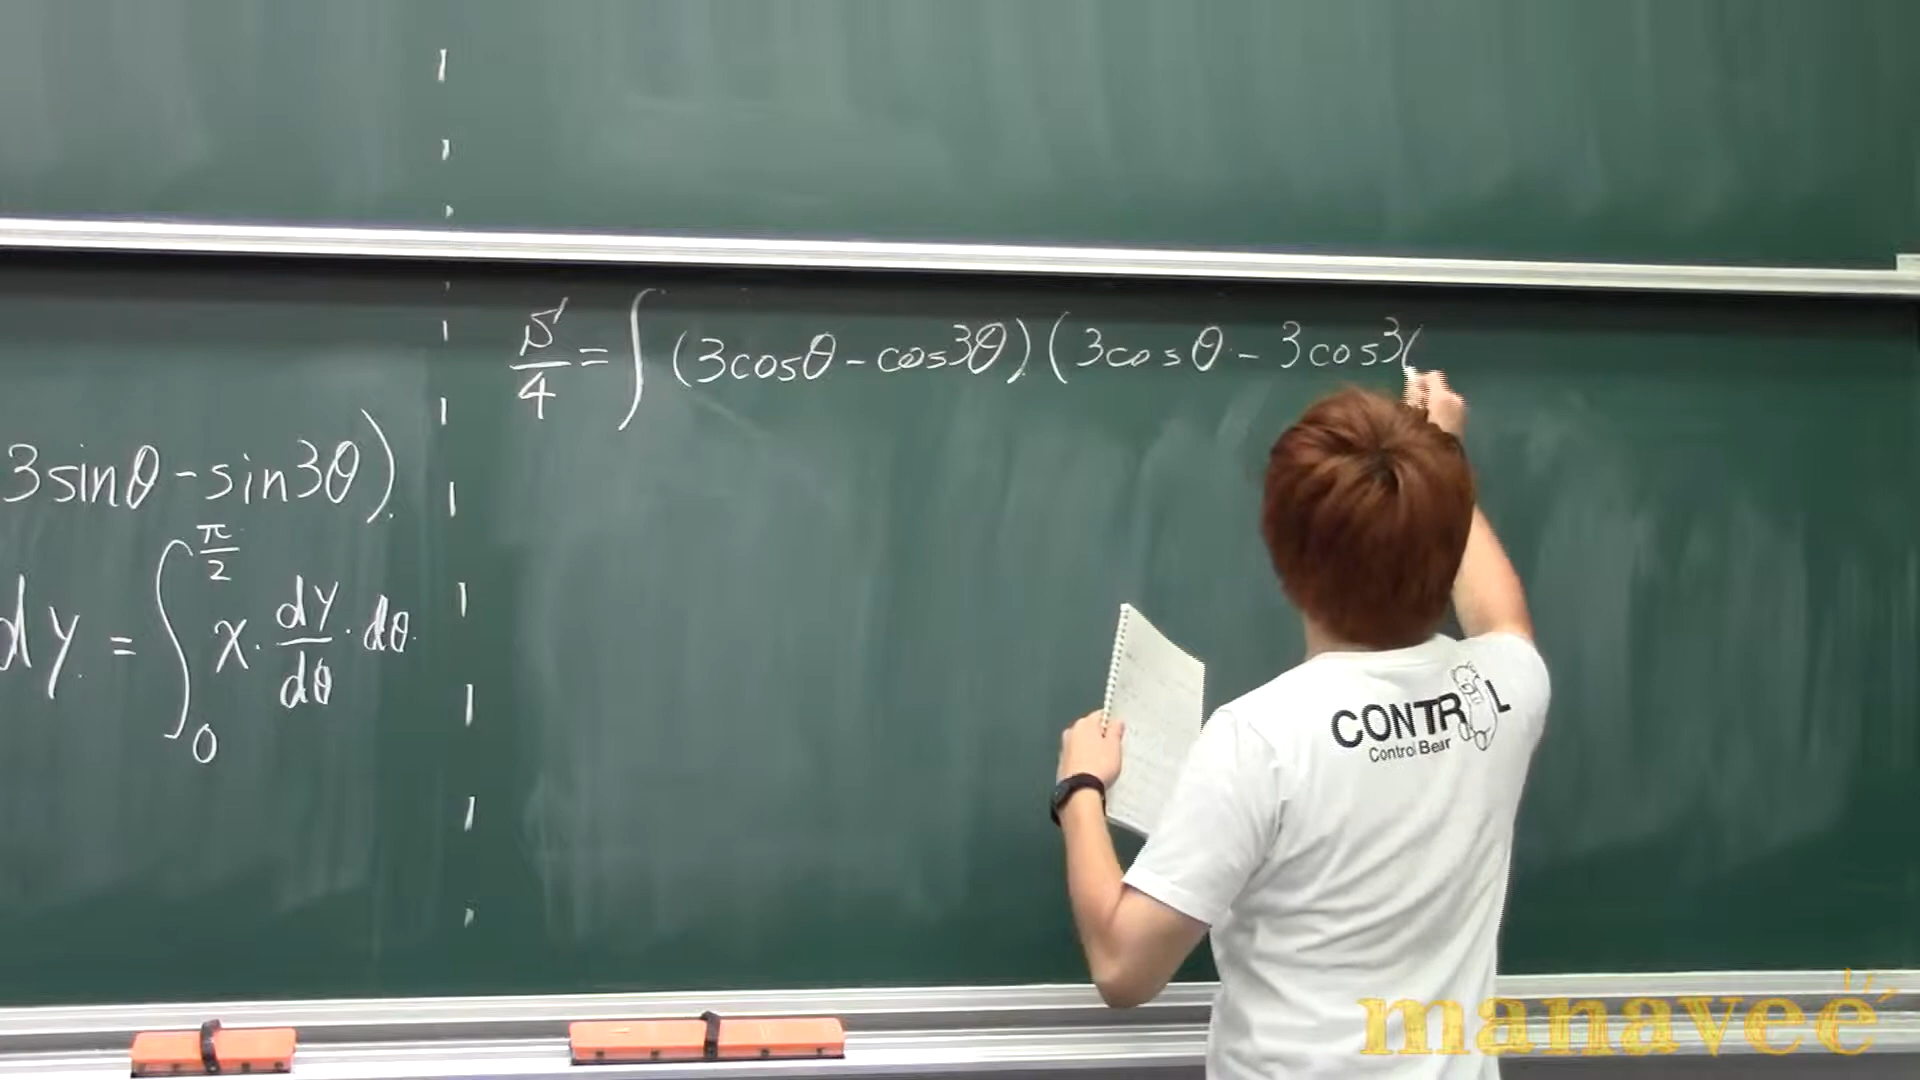 3sinθ-sin3θ)
dy = ∫₀^{π/2} x·dy/dθ·dθ
S/4 = ∫(3cosθ-cos3θ)(3cosθ-3cos3
CONTROL
Control Bear
manavee